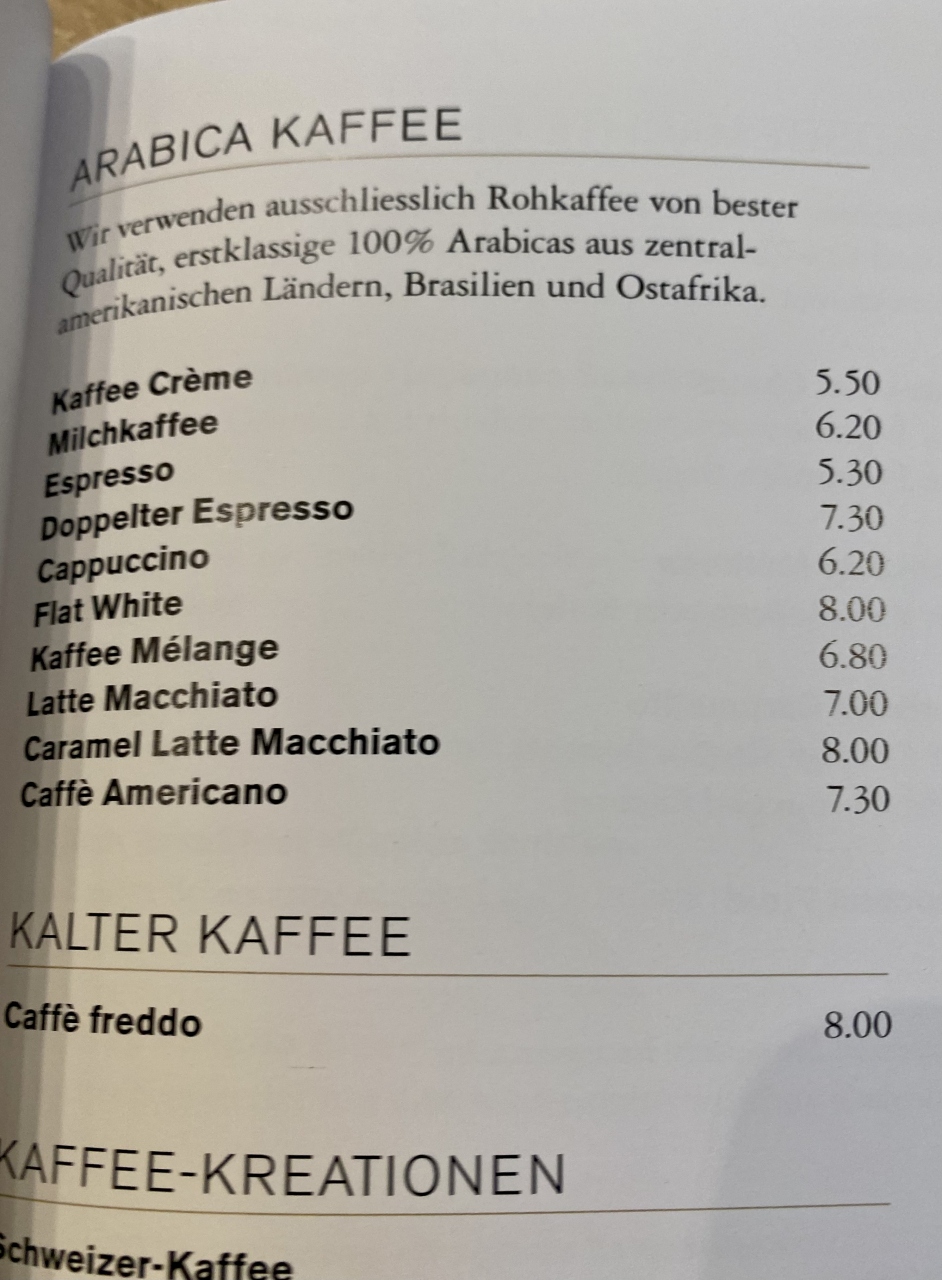 ARABICA KAFFEE
Wir verwenden ausschliesslich Rohkaffee von bester
Qualität, erstklassige 100% Arabicas aus zentral-
amerikanischen Ländern, Brasilien und Ostafrika.
Kaffee Crème 5.50
Milchkaffee 6.20
Espresso 5.30
Doppelter Espresso 7.30
Cappuccino 6.20
Flat White 8.00
Kaffee Mélange 6.80
Latte Macchiato 7.00
Caramel Latte Macchiato 8.00
Caffè Americano 7.30
KALTER KAFFEE
Caffè freddo 8.00
KAFFEE-KREATIONEN
Schweizer-Kaffee